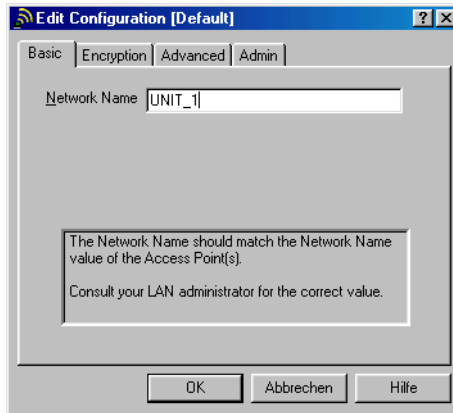 Edit Configuration [Default]
Basic Encryption Advanced Admin
Network Name UNIT_1
The Network Name should match the Network Name
value of the Access Point(s).
Consult your LAN administrator for the correct value.
OK Abbrechen Hilfe